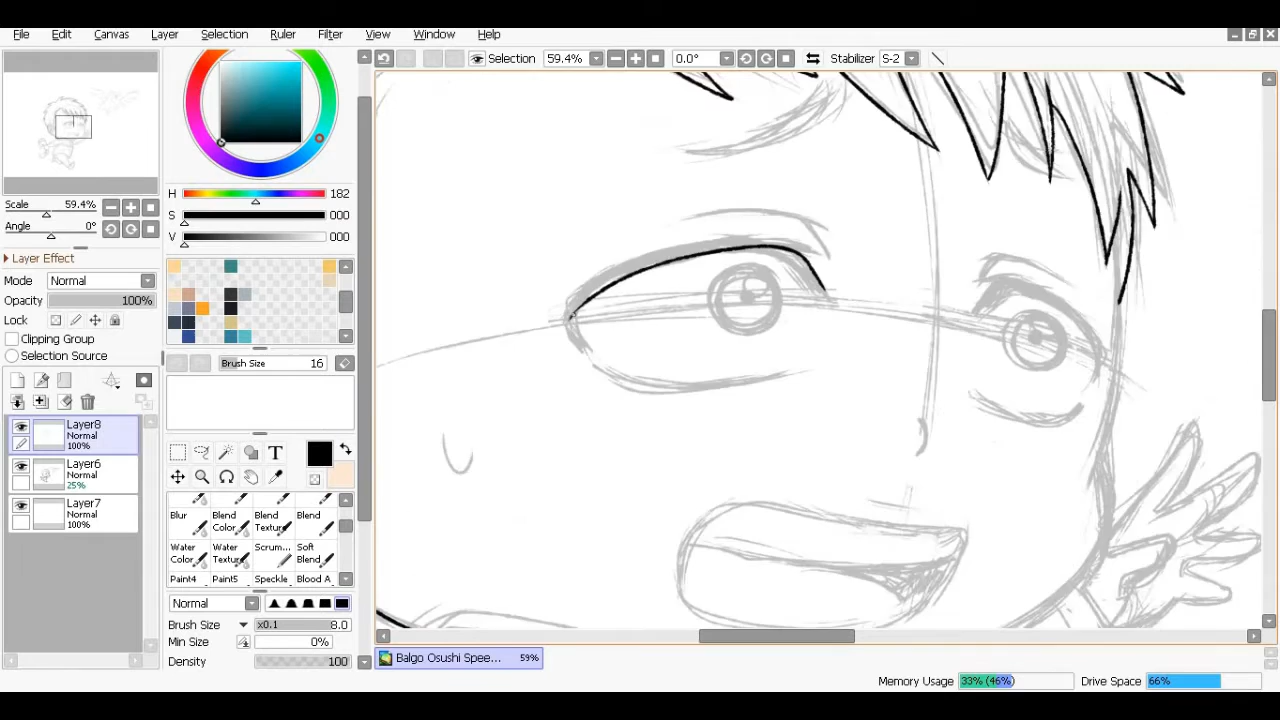 File Edit Canvas Layer Selection Ruler Filter View Window Help
Selection 59.4% 0.0° Stabilizer S-2
Scale 59.4%
Angle 0°
Layer Effect
Mode Normal
Opacity 100%
Lock
Clipping Group
Selection Source
Layer8
Normal
100%
Layer6
Normal
25%
Layer7
Normal
100%
H 182
S 000
V 000
Brush Size 16
T
Blur Blend Color Blend Texture Blend
Water Color Water Texture Scrum... Soft Blend
Paint4 Paint5 Speckle Blood A
Normal
Brush Size x0.1 8.0
Min Size 0%
Density 100
Balgo Osushi Spee... 59%
Memory Usage 33% (46%) Drive Space 66%